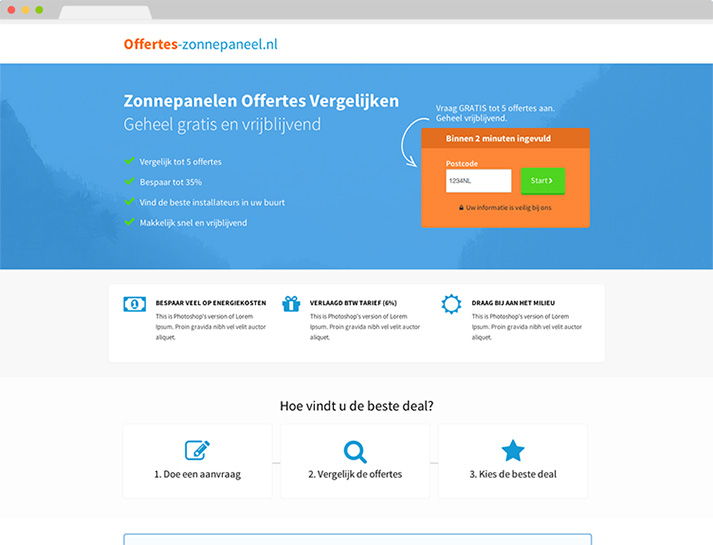 Offertes-zonnepaneel.nl
Zonnepanelen Offertes Vergelijken
Geheel gratis en vrijblijvend
Vergelijk tot 5 offertes
Bespaar tot 35%
Vind de beste installateurs in uw buurt
Makkelijk snel en vrijblijvend
Vraag GRATIS tot 5 offertes aan.
Geheel vrijblijvend.
Binnen 2 minuten ingevuld
Postcode
1234NL
Start
Uw informatie is veilig bij ons
BESPAAR VEEL OP ENERGIEKOSTEN
This is Photoshop's version of Lorem
Ipsum. Proin gravida nibh vel velit auctor
aliquet.
VERLAAGD BTW TARIEF (6%)
This is Photoshop's version of Lorem
Ipsum. Proin gravida nibh vel velit auctor
aliquet.
DRAAG BIJ AAN HET MILIEU
This is Photoshop's version of Lorem
Ipsum. Proin gravida nibh vel velit auctor
aliquet.
Hoe vindt u de beste deal?
1. Doe een aanvraag
2. Vergelijk de offertes
3. Kies de beste deal